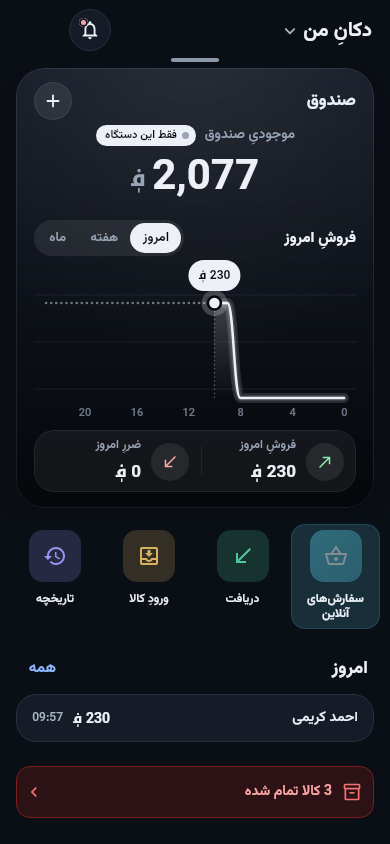 دکانِ من
صندوق
موجودیِ صندوق
فقط این دستگاه
2,077 ؋
فروشِ امروز
امروز
هفته
ماه
230 ؋
0 4 8 12 16 20
فروشِ امروز
230 ؋
ضررِ امروز
0 ؋
سفارش‌های
آنلاین
دریافت
ورودِ کالا
تاریخچه
امروز
همه
احمد کریمی
230 ؋
09:57
3 کالا تمام شده